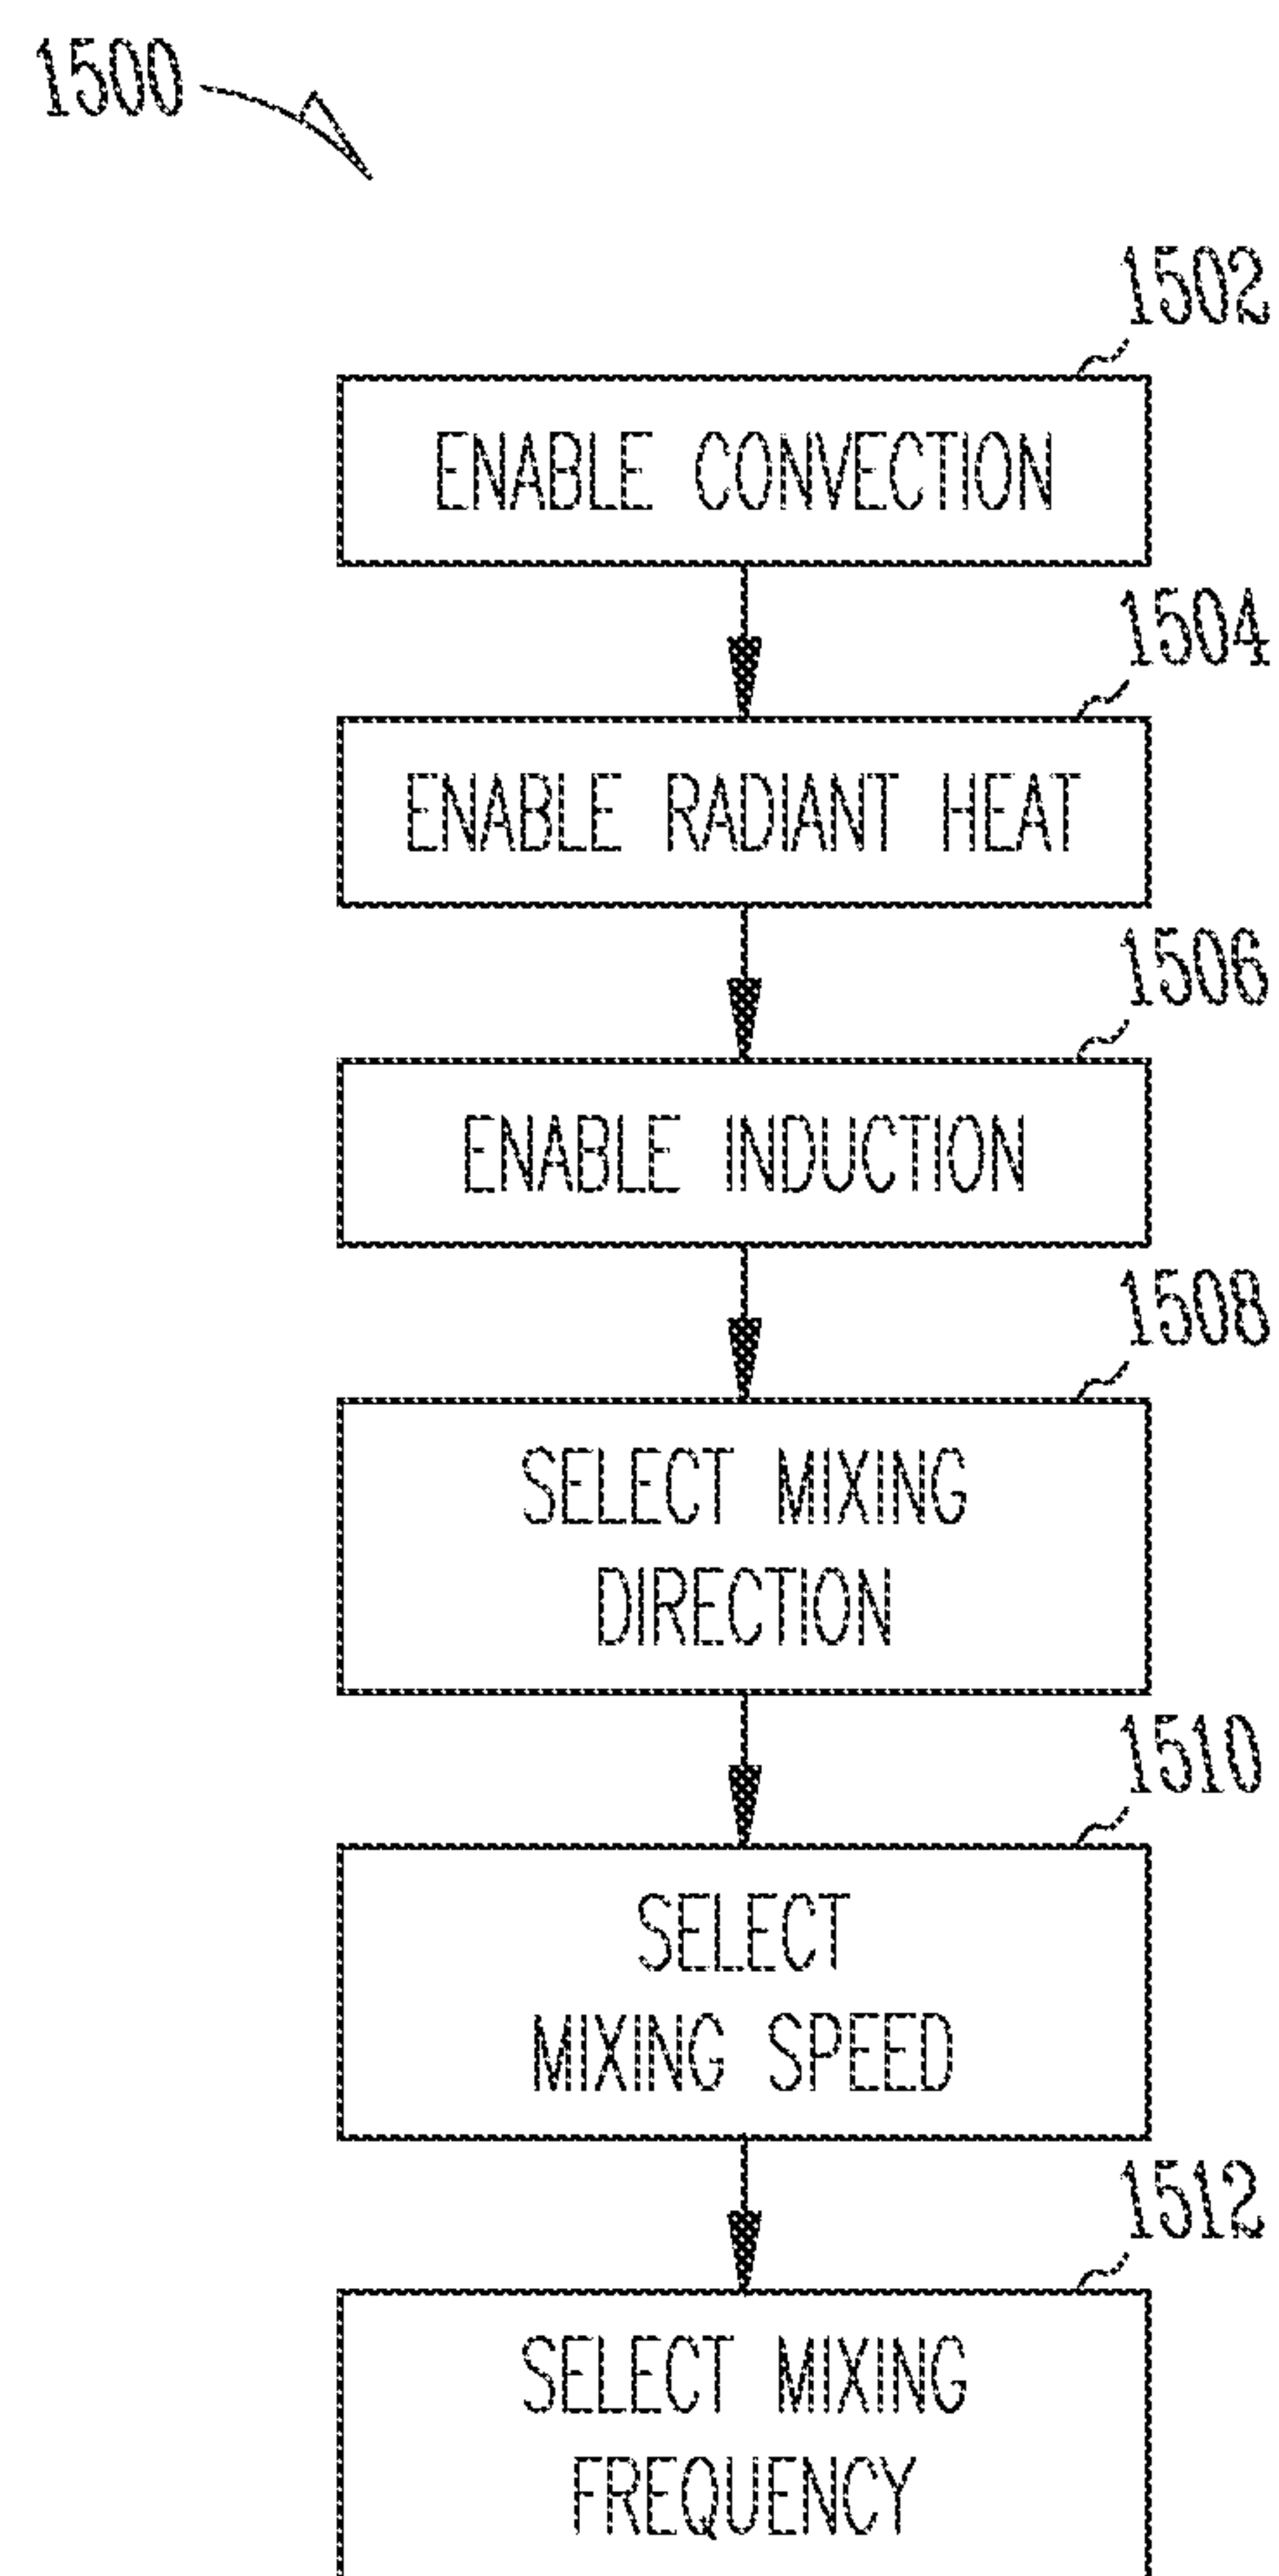 1500
1502
ENABLE CONVECTION
1504
ENABLE RADIANT HEAT
1506
ENABLE INDUCTION
1508
SELECT MIXING
DIRECTION
1510
SELECT
MIXING SPEED
1512
SELECT MIXING
FREQUENCY